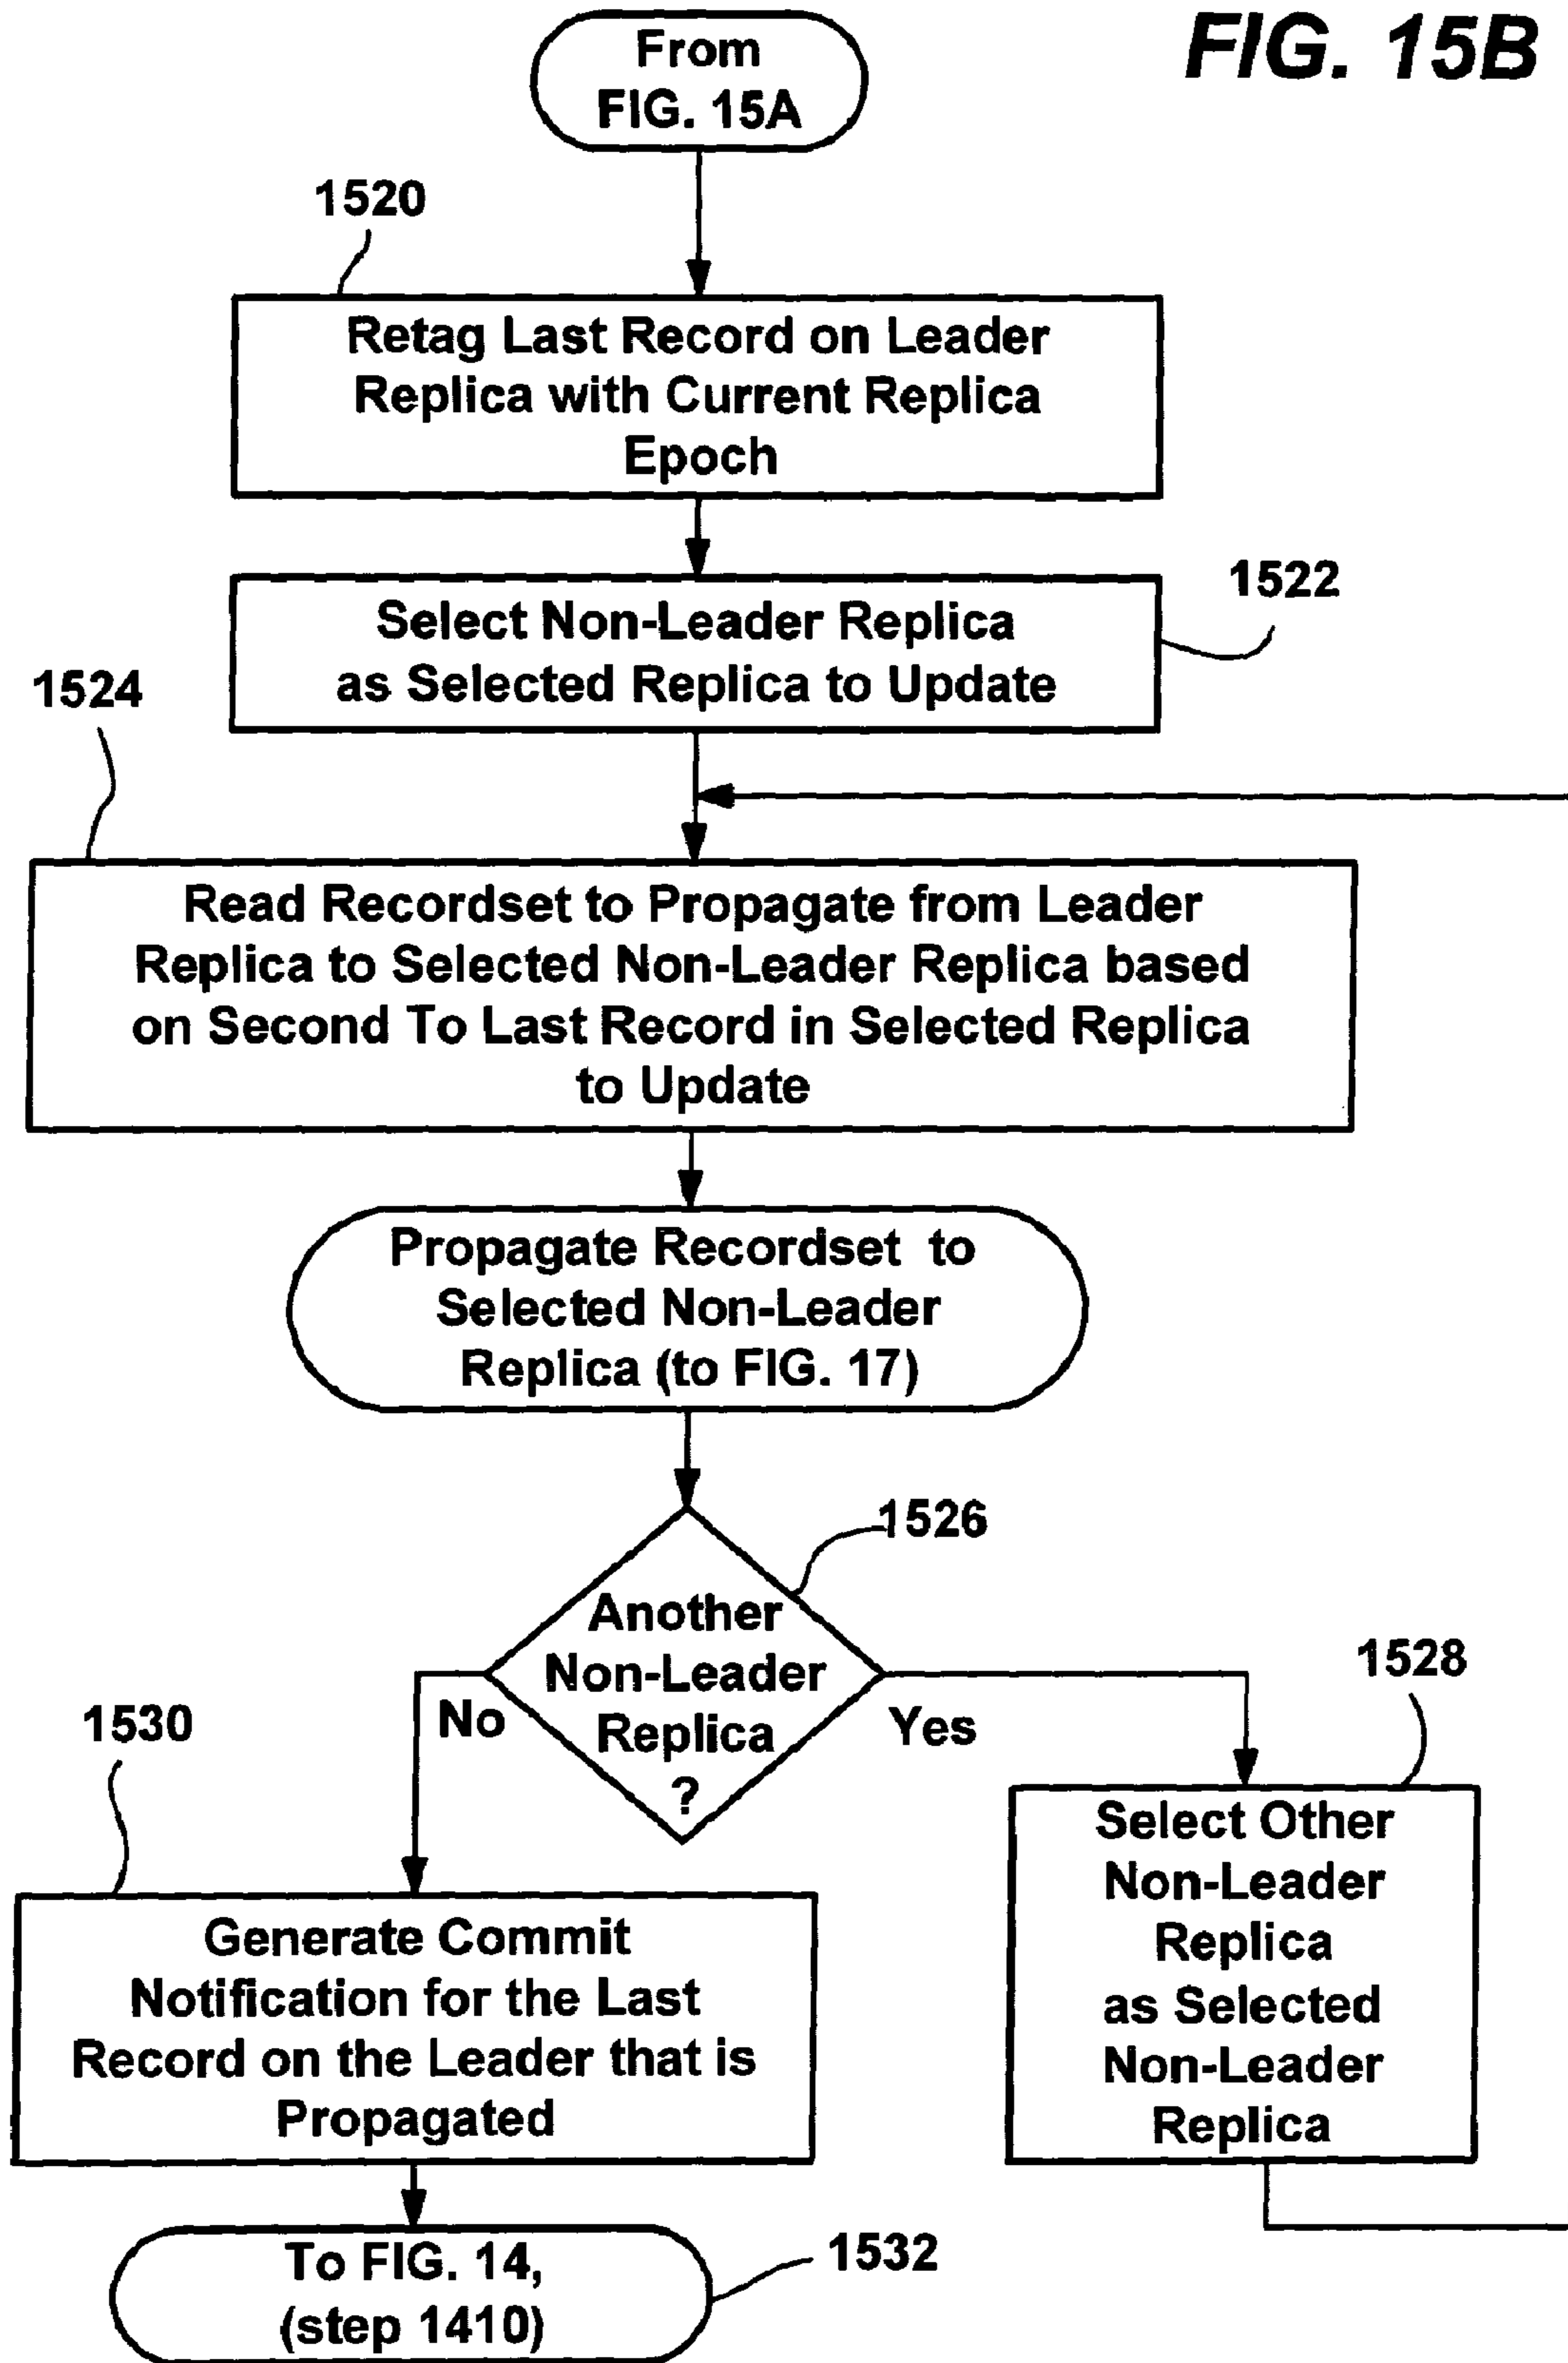 FIG. 15B
From
FIG. 15A
1520
Retag Last Record on Leader
Replica with Current Replica
Epoch
1522
Select Non-Leader Replica
as Selected Replica to Update
1524
Read Recordset to Propagate from Leader
Replica to Selected Non-Leader Replica based
on Second To Last Record in Selected Replica
to Update
Propagate Recordset to
Selected Non-Leader
Replica (to FIG. 17)
1526
Another
Non-Leader
Replica
?
No
Yes
1528
Select Other
Non-Leader
Replica
as Selected
Non-Leader
Replica
1530
Generate Commit
Notification for the Last
Record on the Leader that is
Propagated
To FIG. 14,
(step 1410)
1532